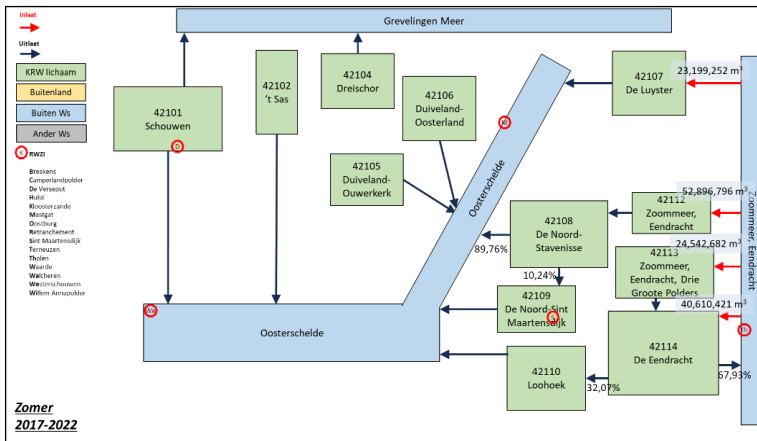 Inlaat
Uitlaat
KRW lichaam
Buitenland
Buiten Ws
Ander Ws
R RWZI
Breskens
Camperlandpolder
De Verseput
Hulst
Kloosterzande
Mastgat
Oostburg
Retranchement
Sint Maartensdijk
Terneuzen
Tholen
Waarde
Walcheren
Westerschouwen
Willem Annapolder
Zomer
2017-2022
Grevelingen Meer
42101
Schouwen
D
42102
't Sas
42104
Dreischor
42106
Duiveland-
Oosterland
42105
Duiveland-
Ouwerkerk
M
Oosterschelde
We
Oosterschelde
42107
De Luyster
23,199,252 m³
52,896,796 m³
42112
Zoommeer,
Eendracht
42108
De Noord-
Stavenisse
89,76%
10,24%
24,542,682 m³
42113
Zoommeer,
Eendracht, Drie
Groote Polders
42109
De Noord-Sint
Maartensdijk
S
40,610,421 m³
42114
De Eendracht
42110
Loohoek
32,07%
67,93%
Zoommeer, Eendracht
Th